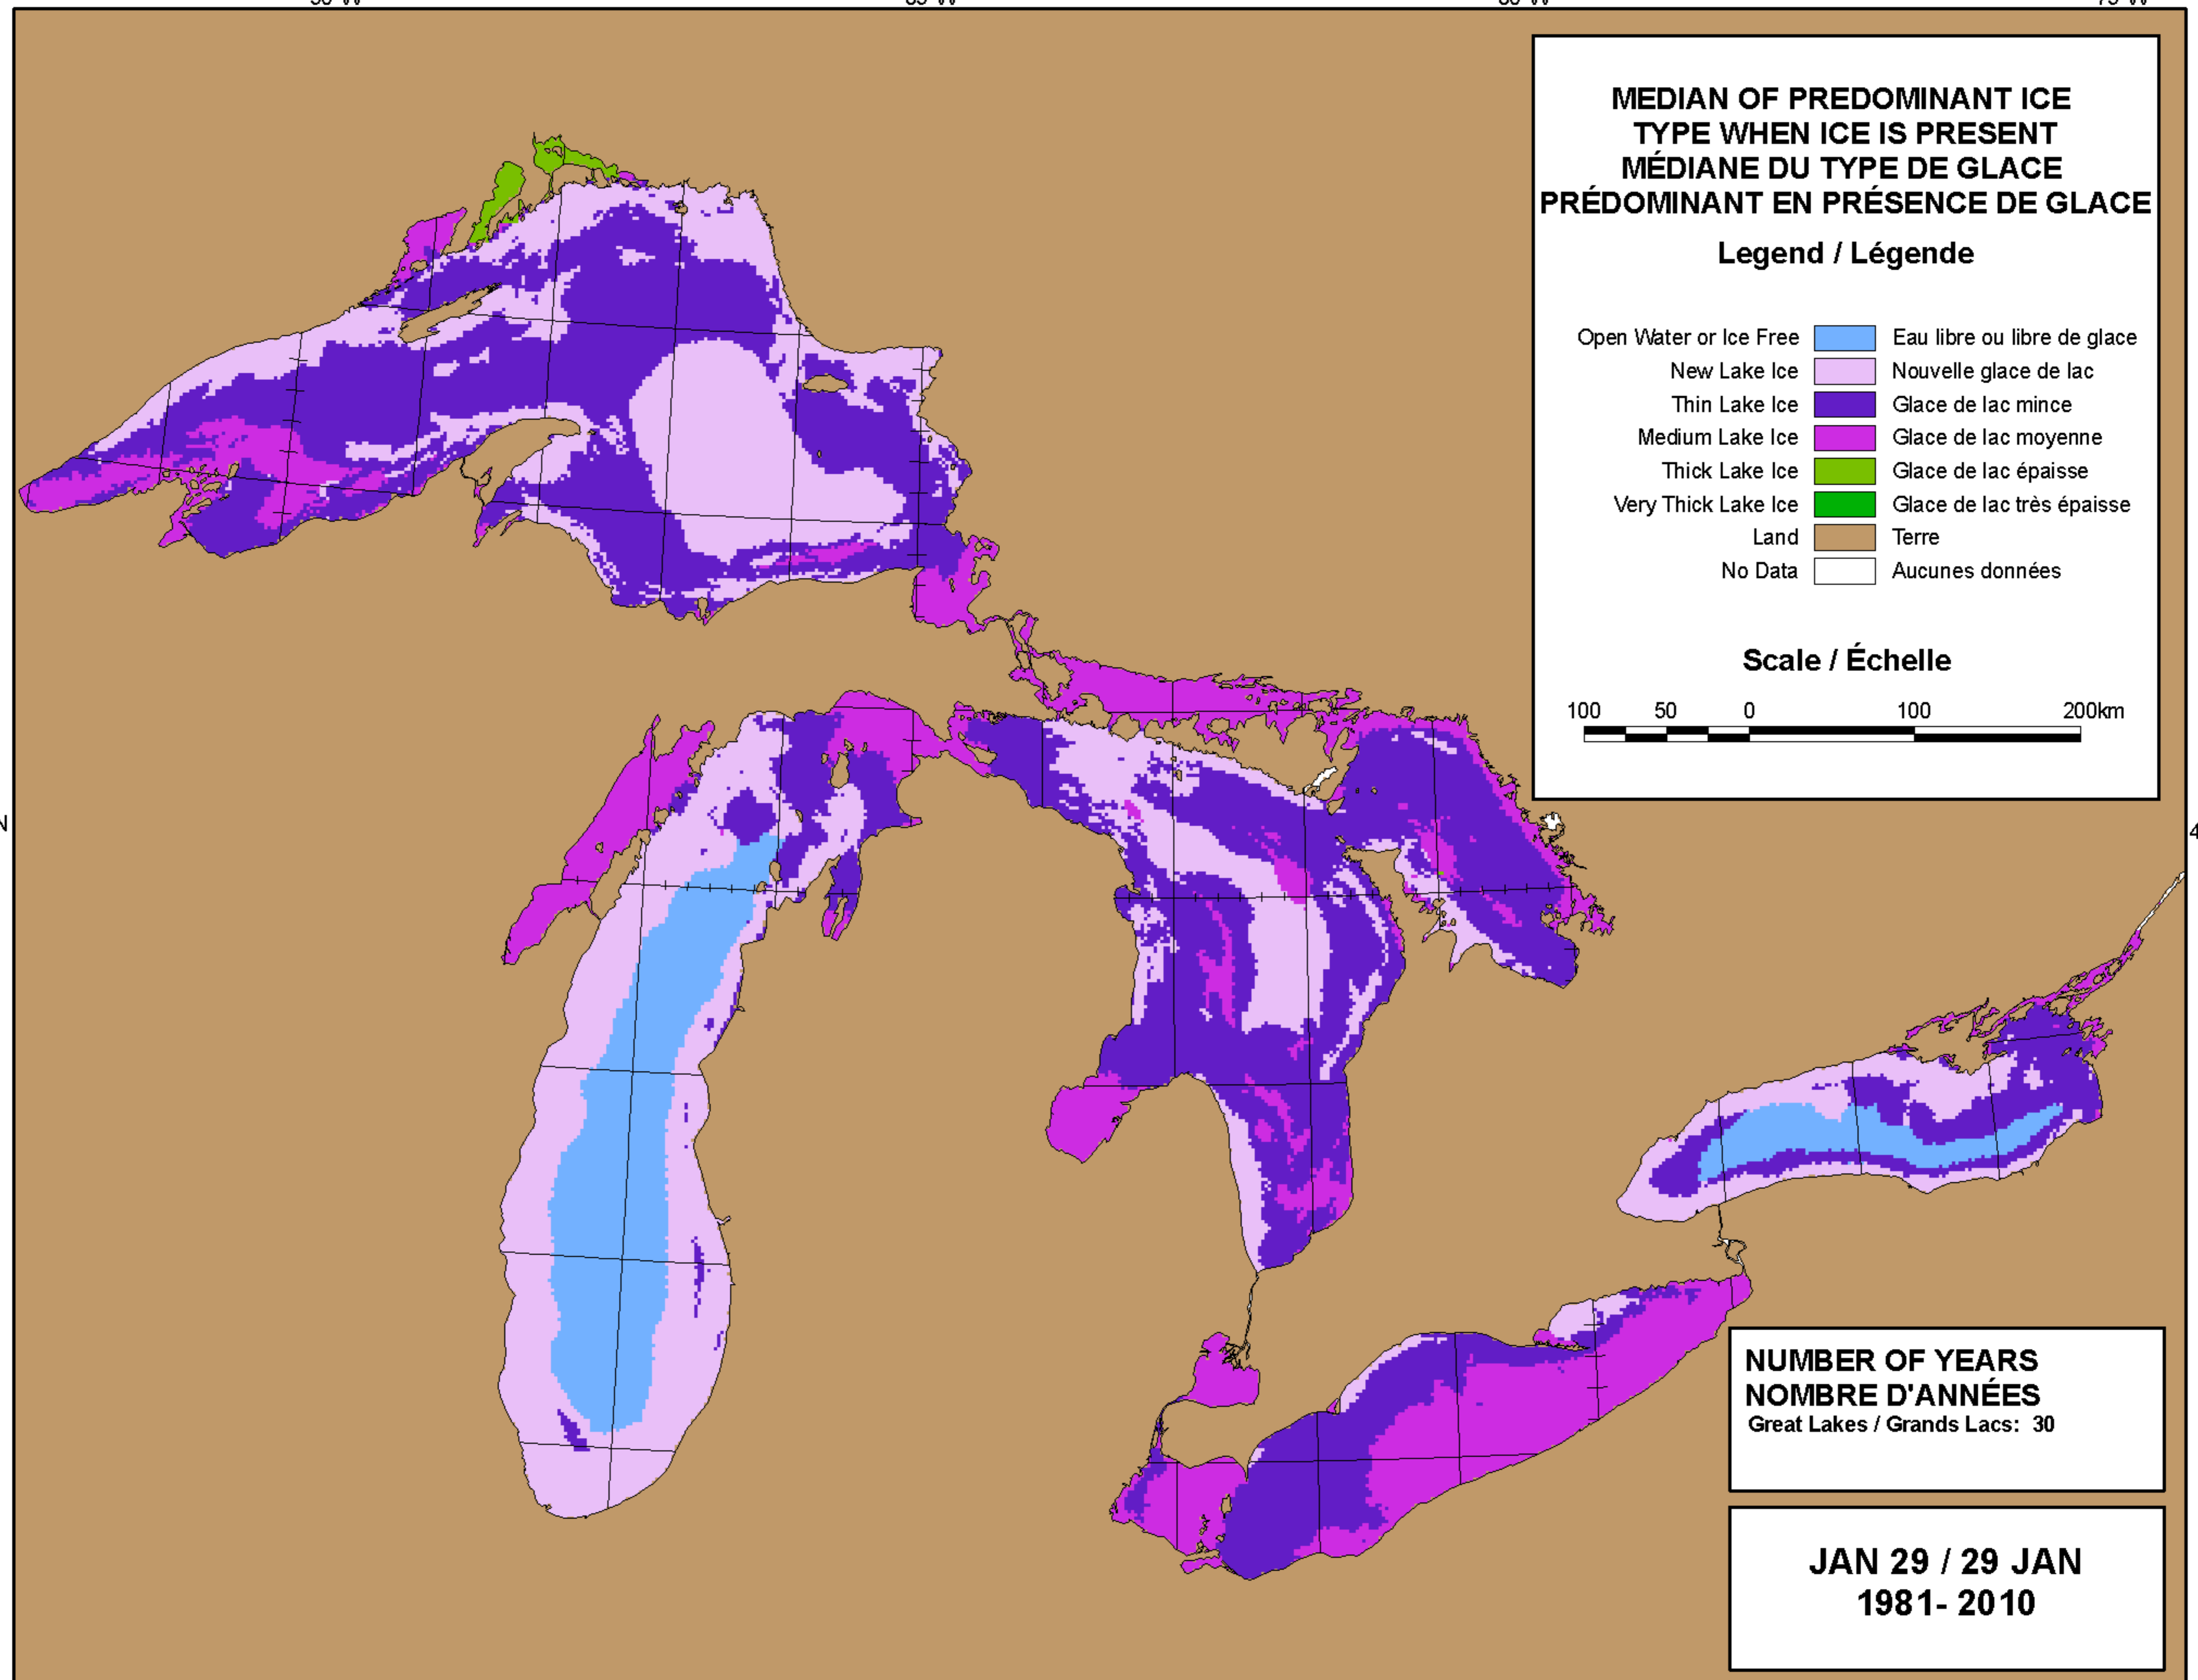 MEDIAN OF PREDOMINANT ICE
TYPE WHEN ICE IS PRESENT
MÉDIANE DU TYPE DE GLACE
PRÉDOMINANT EN PRÉSENCE DE GLACE
Legend / Légende
Open Water or Ice Free Eau libre ou libre de glace
New Lake Ice Nouvelle glace de lac
Thin Lake Ice Glace de lac mince
Medium Lake Ice Glace de lac moyenne
Thick Lake Ice Glace de lac épaisse
Very Thick Lake Ice Glace de lac très épaisse
Land Terre
No Data Aucunes données
Scale / Échelle
100 50 0 100 200km
N
4
NUMBER OF YEARS
NOMBRE D'ANNÉES
Great Lakes / Grands Lacs: 30
JAN 29 / 29 JAN
1981- 2010